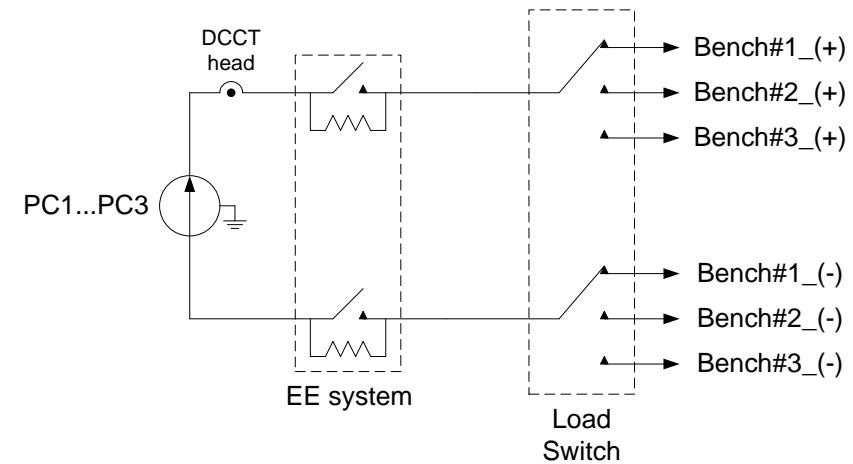 DCCT
head
Bench#1_(+)
Bench#2_(+)
Bench#3_(+)
PC1...PC3
Bench#1_(-)
Bench#2_(-)
Bench#3_(-)
EE system
Load
Switch